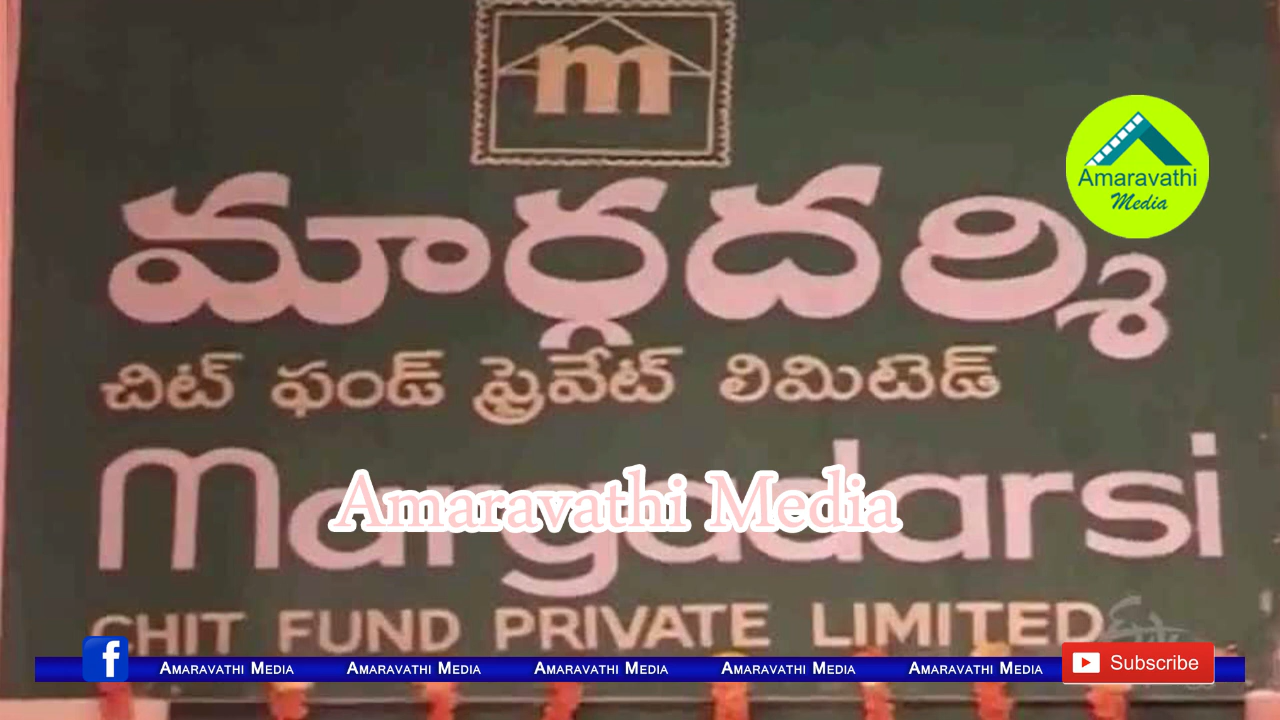 m
మార్గదర్శి
చిట్ ఫండ్ ప్రైవేట్ లిమిటెడ్
Margadarsi
CHIT FUND PRIVATE LIMITED
Amaravathi
Media
Amaravathi Media
Amaravathi Media Amaravathi Media Amaravathi Media Amaravathi Media Amaravathi Media
f
Subscribe